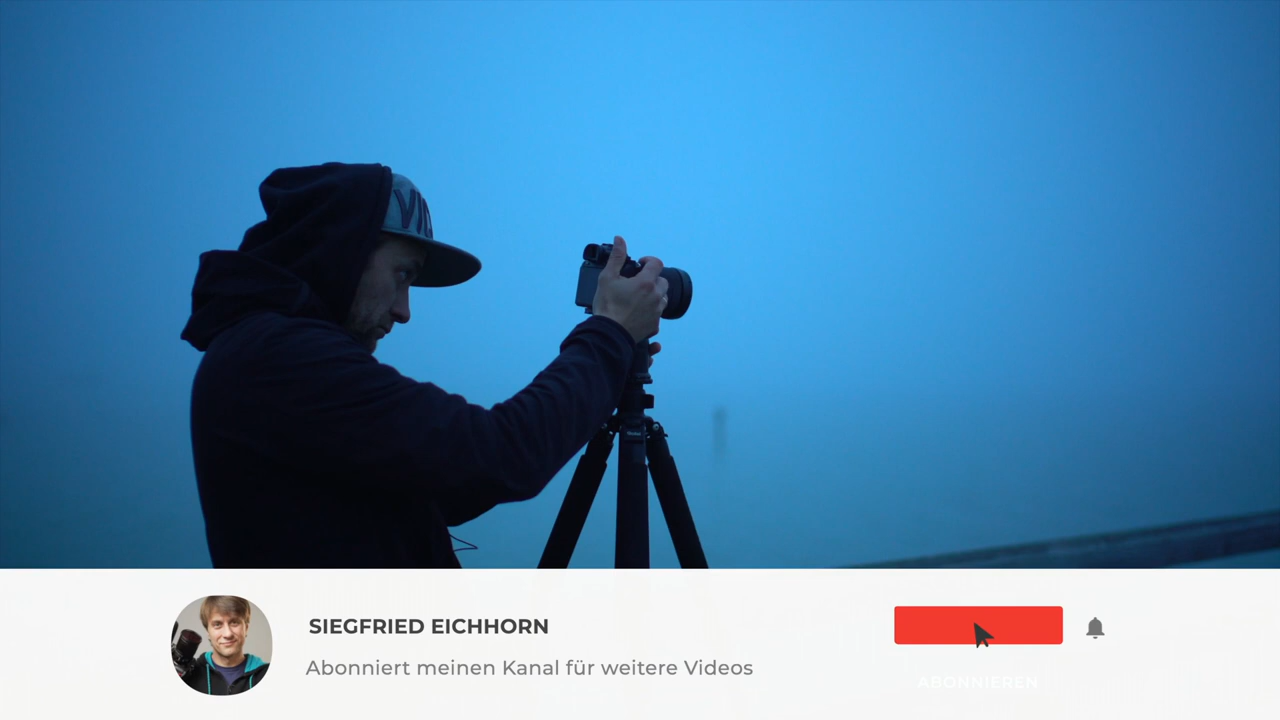 SIEGFRIED EICHHORN
Abonniert meinen Kanal für weitere Videos
ABONNIEREN